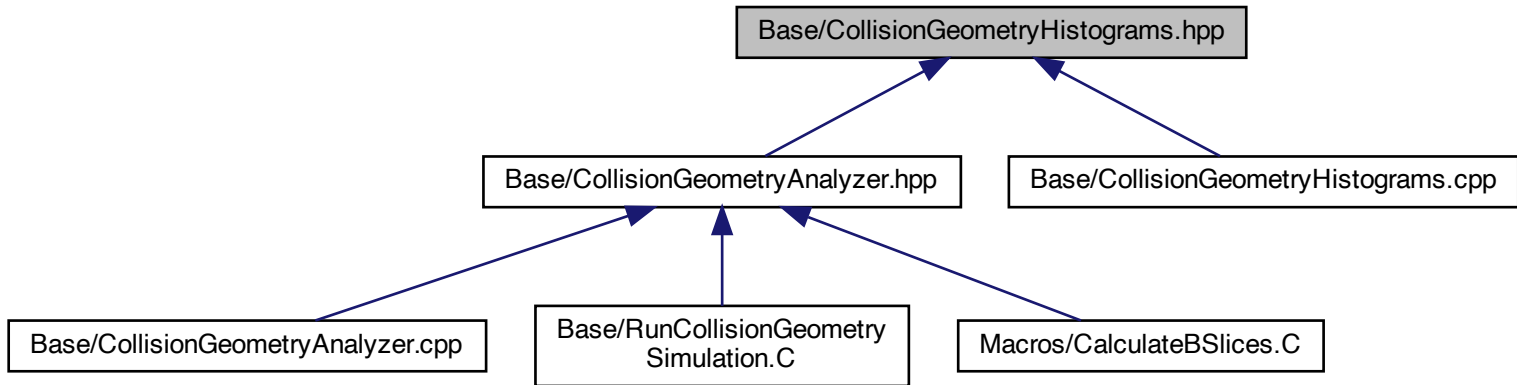 Base/CollisionGeometryHistograms.hpp
Base/CollisionGeometryAnalyzer.hpp
Base/CollisionGeometryHistograms.cpp
Base/CollisionGeometryAnalyzer.cpp
Base/RunCollisionGeometry
Simulation.C
Macros/CalculateBSlices.C